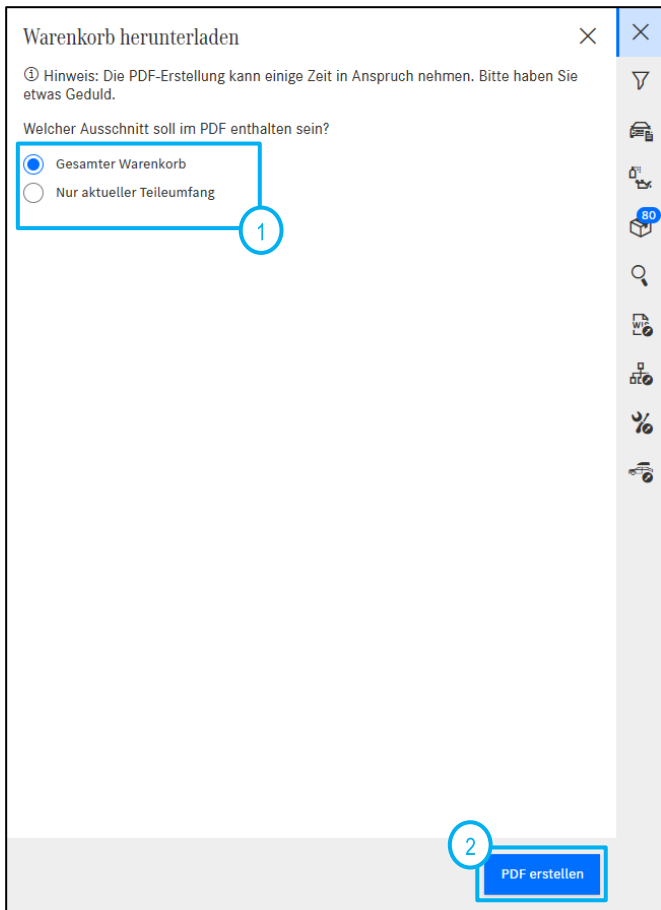 Warenkorb herunterladen
ⓘ Hinweis: Die PDF-Erstellung kann einige Zeit in Anspruch nehmen. Bitte haben Sie
etwas Geduld.
Welcher Ausschnitt soll im PDF enthalten sein?
Gesamter Warenkorb
Nur aktueller Teileumfang
1
80
WIS
2
PDF erstellen